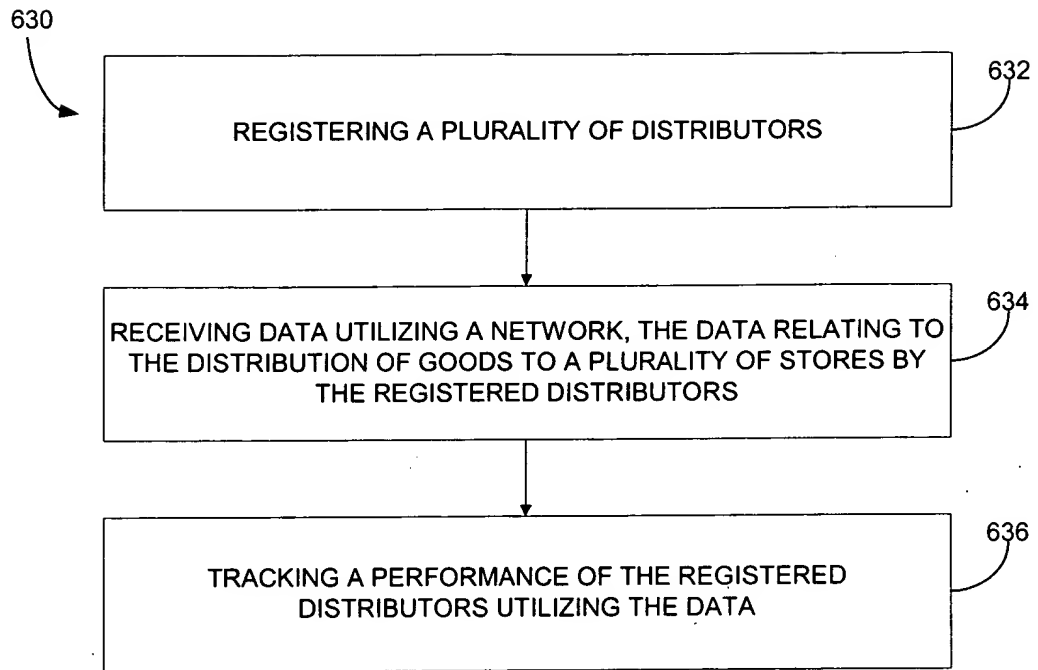 630
632
REGISTERING A PLURALITY OF DISTRIBUTORS
634
RECEIVING DATA UTILIZING A NETWORK, THE DATA RELATING TO
THE DISTRIBUTION OF GOODS TO A PLURALITY OF STORES BY
THE REGISTERED DISTRIBUTORS
636
TRACKING A PERFORMANCE OF THE REGISTERED
DISTRIBUTORS UTILIZING THE DATA